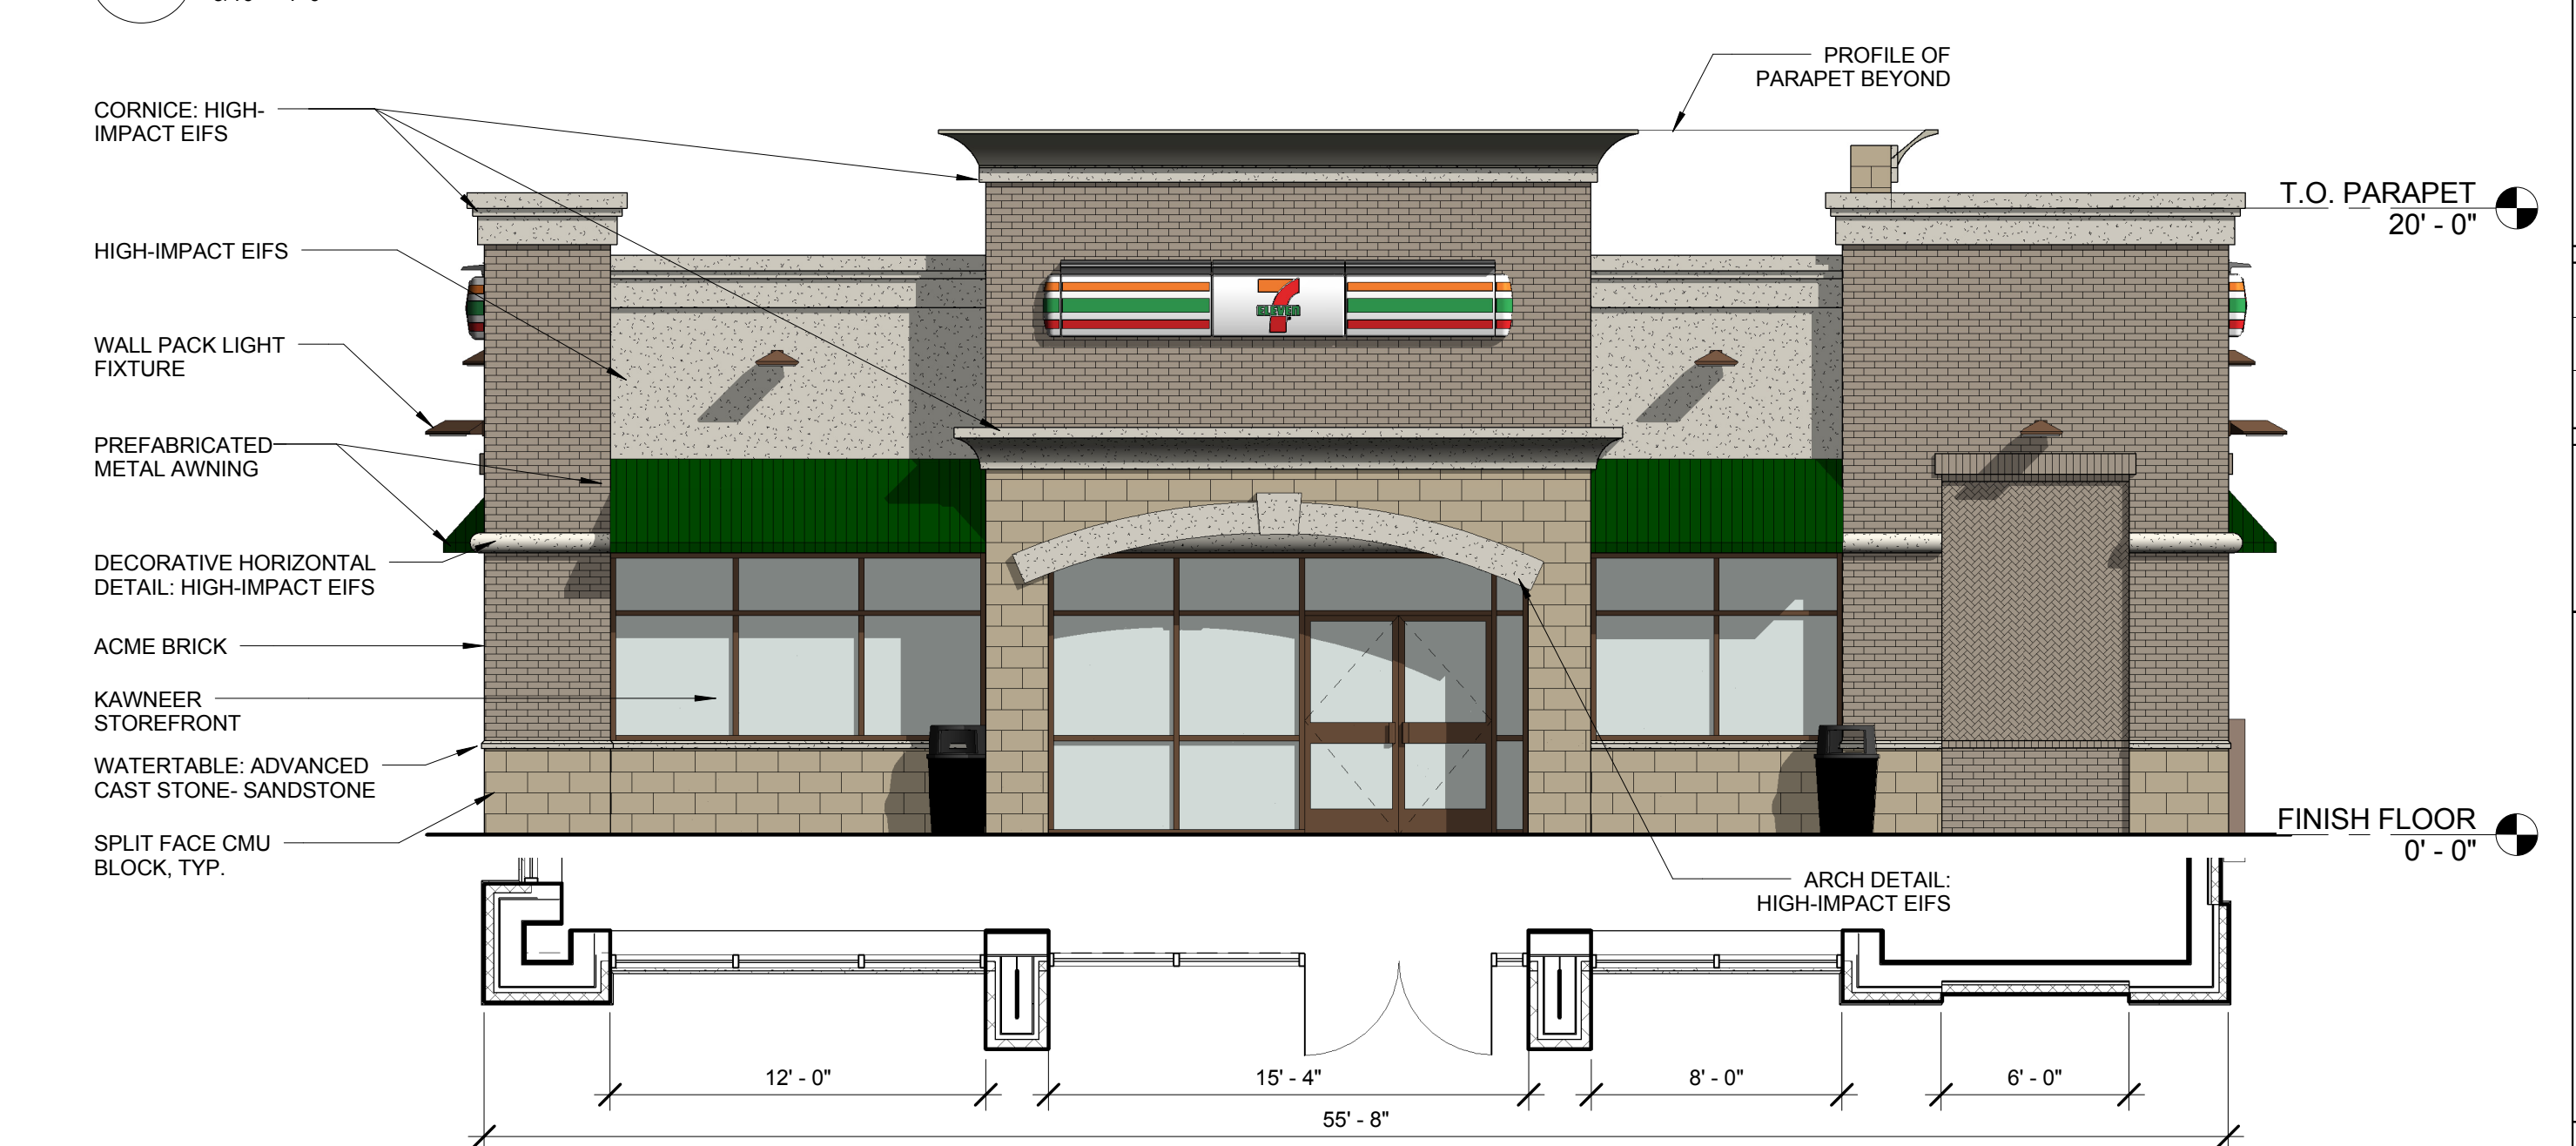 PROFILE OF
PARAPET BEYOND
CORNICE: HIGH-
IMPACT EIFS
T.O. PARAPET
20' - 0"
HIGH-IMPACT EIFS
7
ELEVEN
WALL PACK LIGHT
FIXTURE
PREFABRICATED
METAL AWNING
DECORATIVE HORIZONTAL
DETAIL: HIGH-IMPACT EIFS
ACME BRICK
KAWNEER
STOREFRONT
WATERTABLE: ADVANCED
CAST STONE- SANDSTONE
SPLIT FACE CMU
BLOCK, TYP.
FINISH FLOOR
0' - 0"
ARCH DETAIL:
HIGH-IMPACT EIFS
12' - 0"
15' - 4"
8' - 0"
6' - 0"
55' - 8"